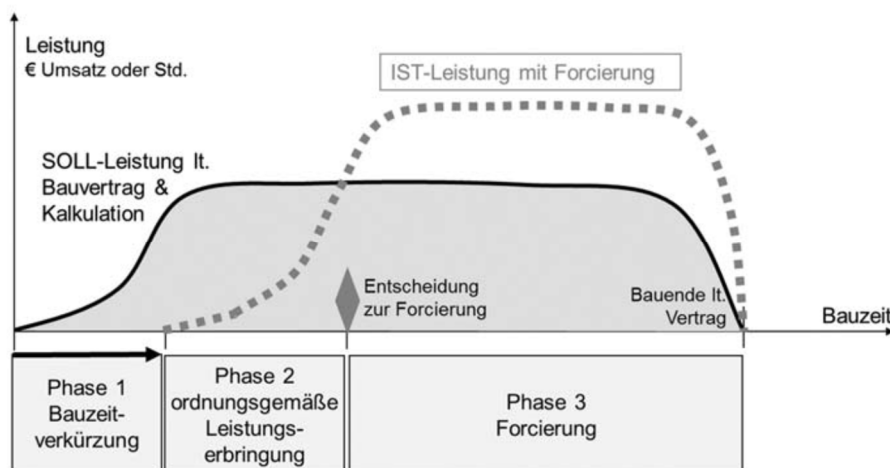 Leistung
€ Umsatz oder Std.
IST-Leistung mit Forcierung
SOLL-Leistung lt.
Bauvertrag &
Kalkulation
Entscheidung
zur Forcierung
Bauende lt.
Vertrag
Bauzeit
Phase 1
Bauzeit-
verkürzung
Phase 2
ordnungsgemäße
Leistungs-
erbringung
Phase 3
Forcierung